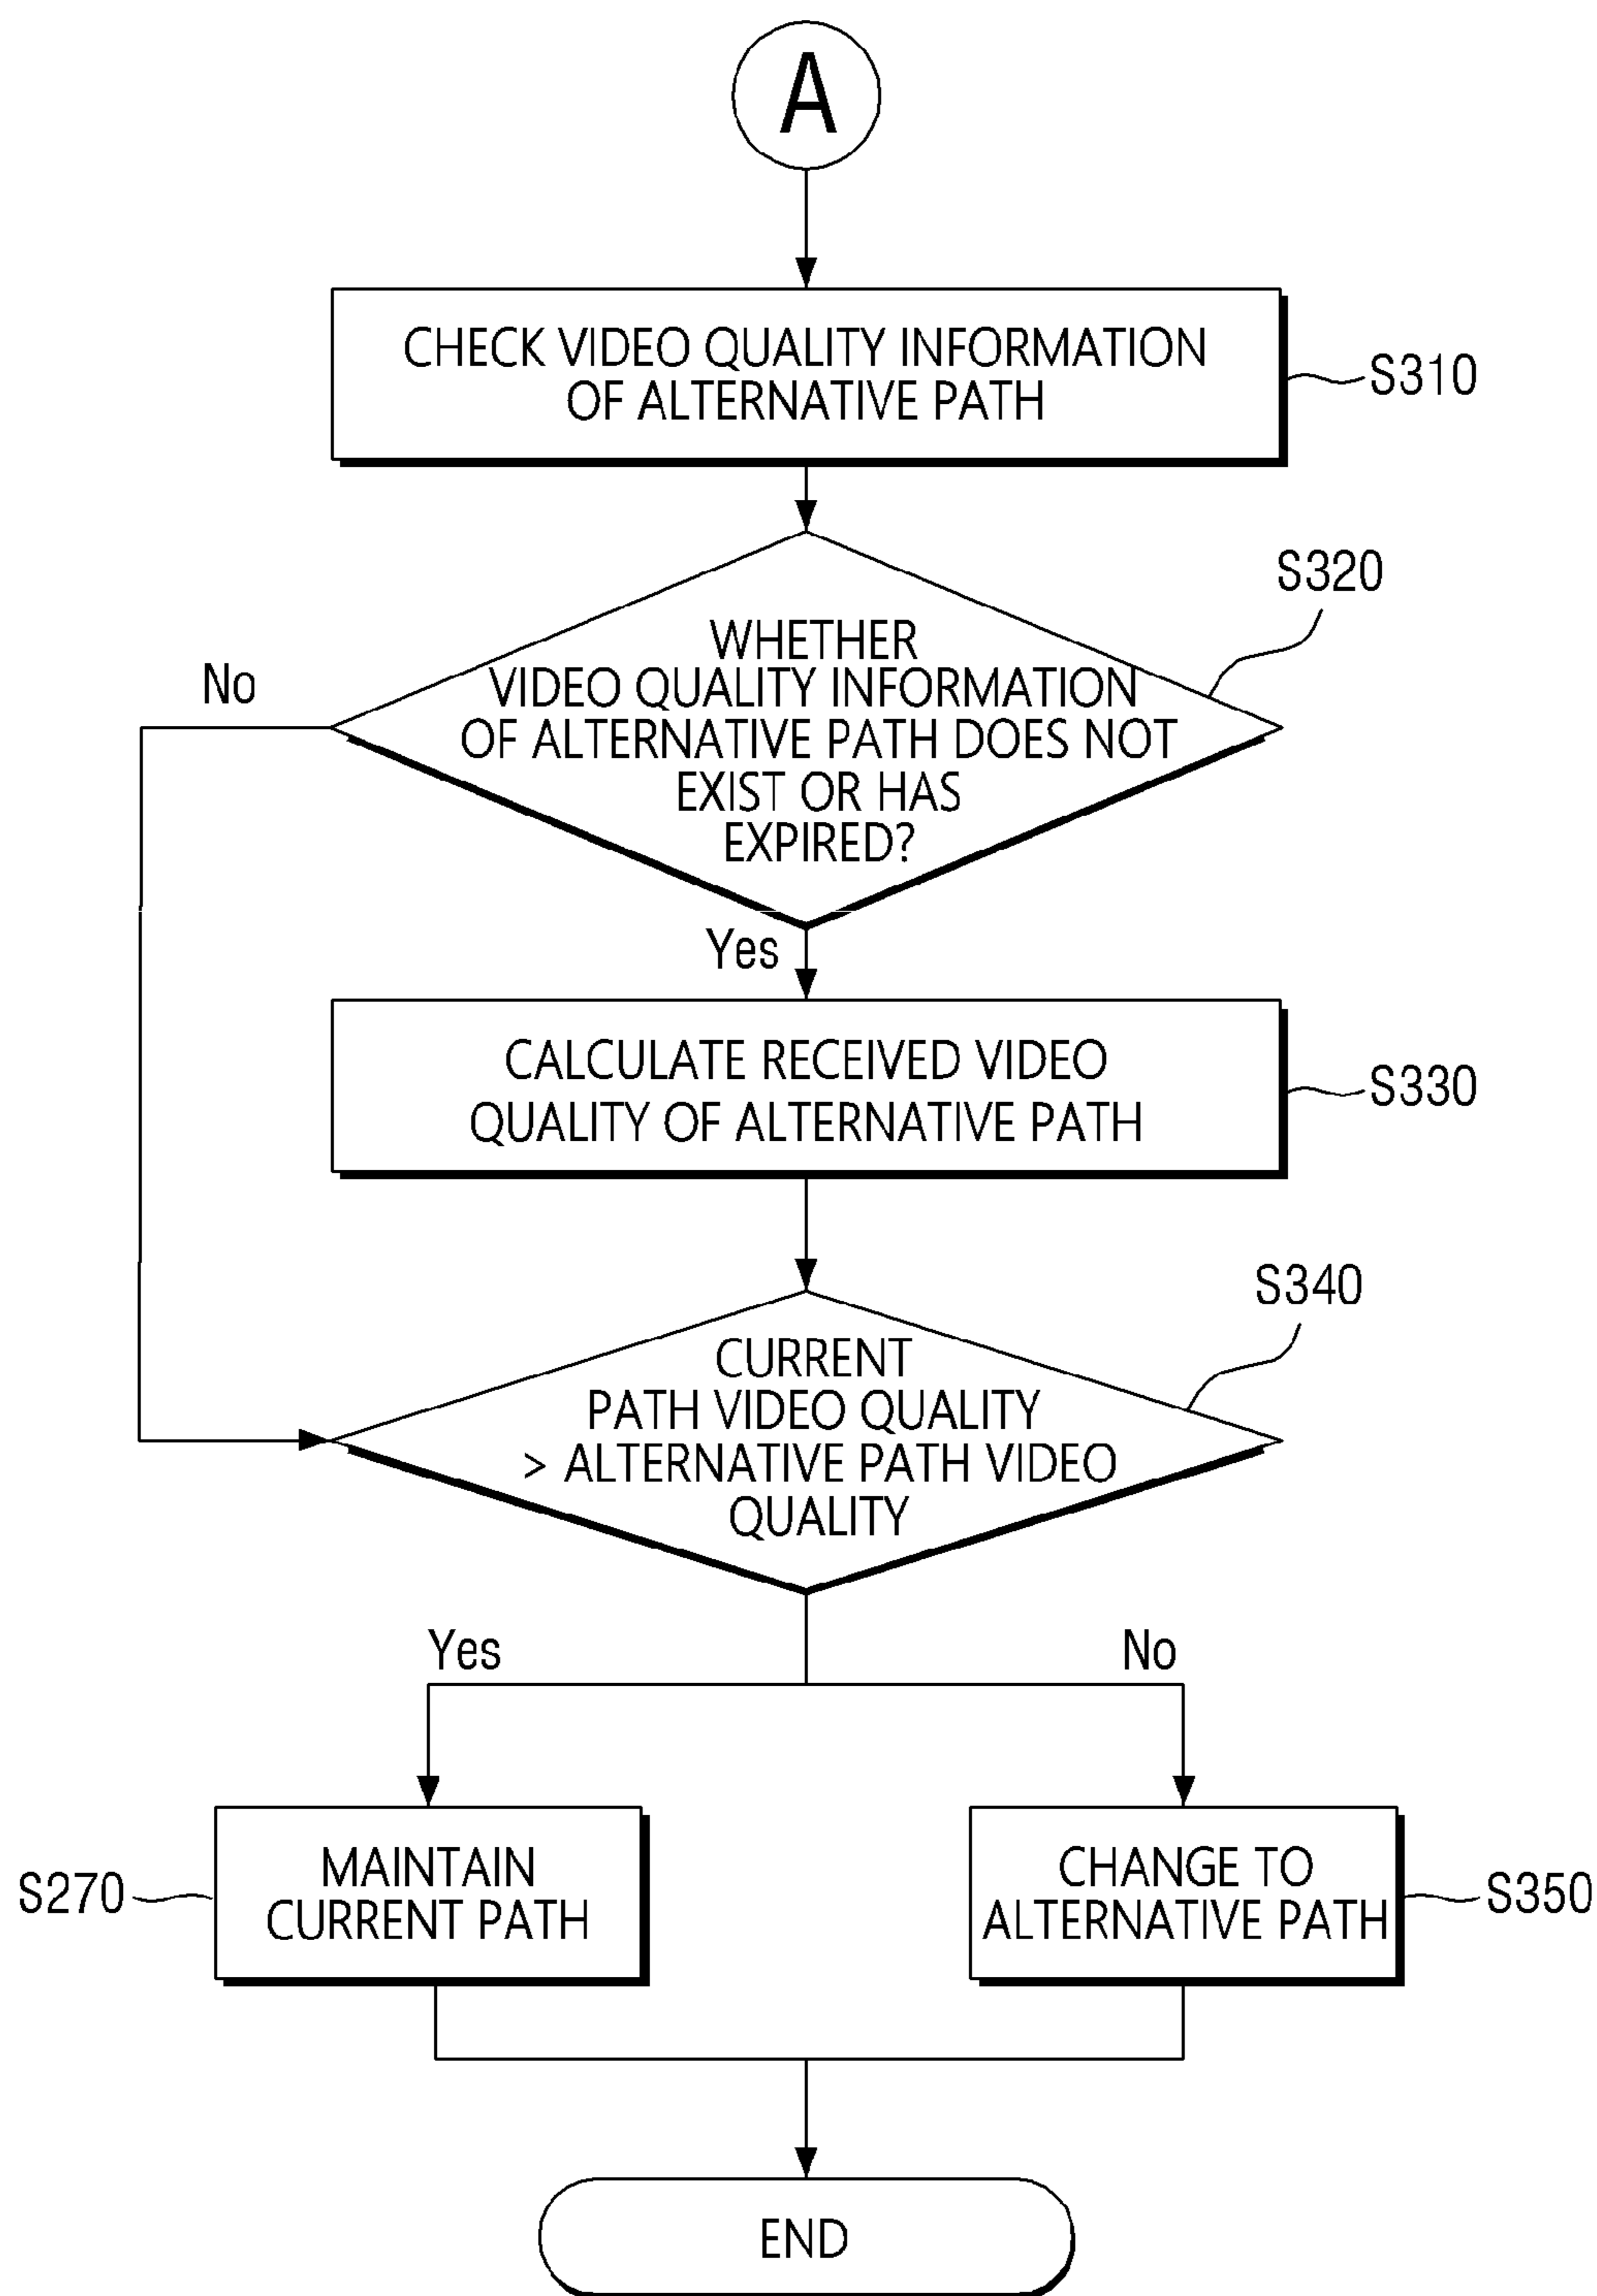 A
CHECK VIDEO QUALITY INFORMATION
OF ALTERNATIVE PATH
S310
S320
WHETHER
VIDEO QUALITY INFORMATION
OF ALTERNATIVE PATH DOES NOT
EXIST OR HAS
EXPIRED?
No
Yes
CALCULATE RECEIVED VIDEO
QUALITY OF ALTERNATIVE PATH
S330
S340
CURRENT
PATH VIDEO QUALITY
> ALTERNATIVE PATH VIDEO
QUALITY
Yes
No
S270
MAINTAIN
CURRENT PATH
CHANGE TO
ALTERNATIVE PATH
S350
END